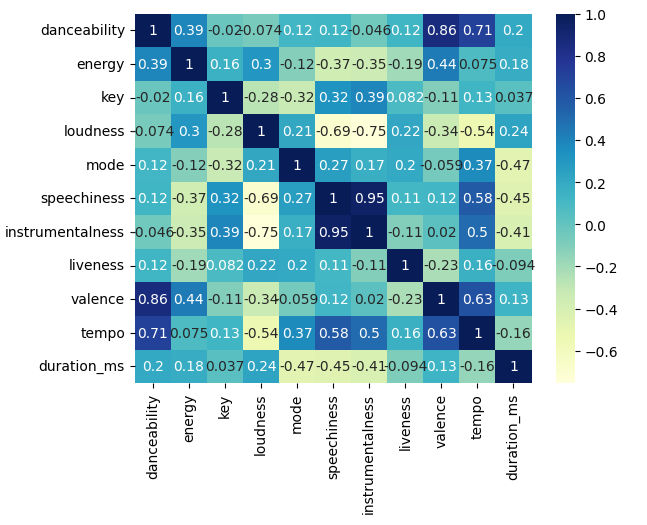 danceability 1 0.39 -0.02 -0.074 0.12 0.12 -0.046 0.12 0.86 0.71 0.2
energy 0.39 1 0.16 0.3 -0.12 -0.37 -0.35 -0.19 0.44 0.075 0.18
key -0.02 0.16 1 -0.28 -0.32 0.32 0.39 0.082 -0.11 0.13 0.037
loudness -0.074 0.3 -0.28 1 0.21 -0.69 -0.75 0.22 -0.34 -0.54 0.24
mode 0.12 -0.12 -0.32 0.21 1 0.27 0.17 0.2 -0.059 0.37 -0.47
speechiness 0.12 -0.37 0.32 -0.69 0.27 1 0.95 0.11 0.12 0.58 -0.45
instrumentalness -0.046 -0.35 0.39 -0.75 0.17 0.95 1 -0.11 0.02 0.5 -0.41
liveness 0.12 -0.19 0.082 0.22 0.2 0.11 -0.11 1 -0.23 0.16 -0.094
valence 0.86 0.44 -0.11 -0.34 -0.059 0.12 0.02 -0.23 1 0.63 0.13
tempo 0.71 0.075 0.13 -0.54 0.37 0.58 0.5 0.16 0.63 1 -0.16
duration_ms 0.2 0.18 0.037 0.24 -0.47 -0.45 -0.41 -0.094 0.13 -0.16 1
danceability
energy
key
loudness
mode
speechiness
instrumentalness
liveness
valence
tempo
duration_ms
1.0
0.8
0.6
0.4
0.2
0.0
−0.2
−0.4
−0.6